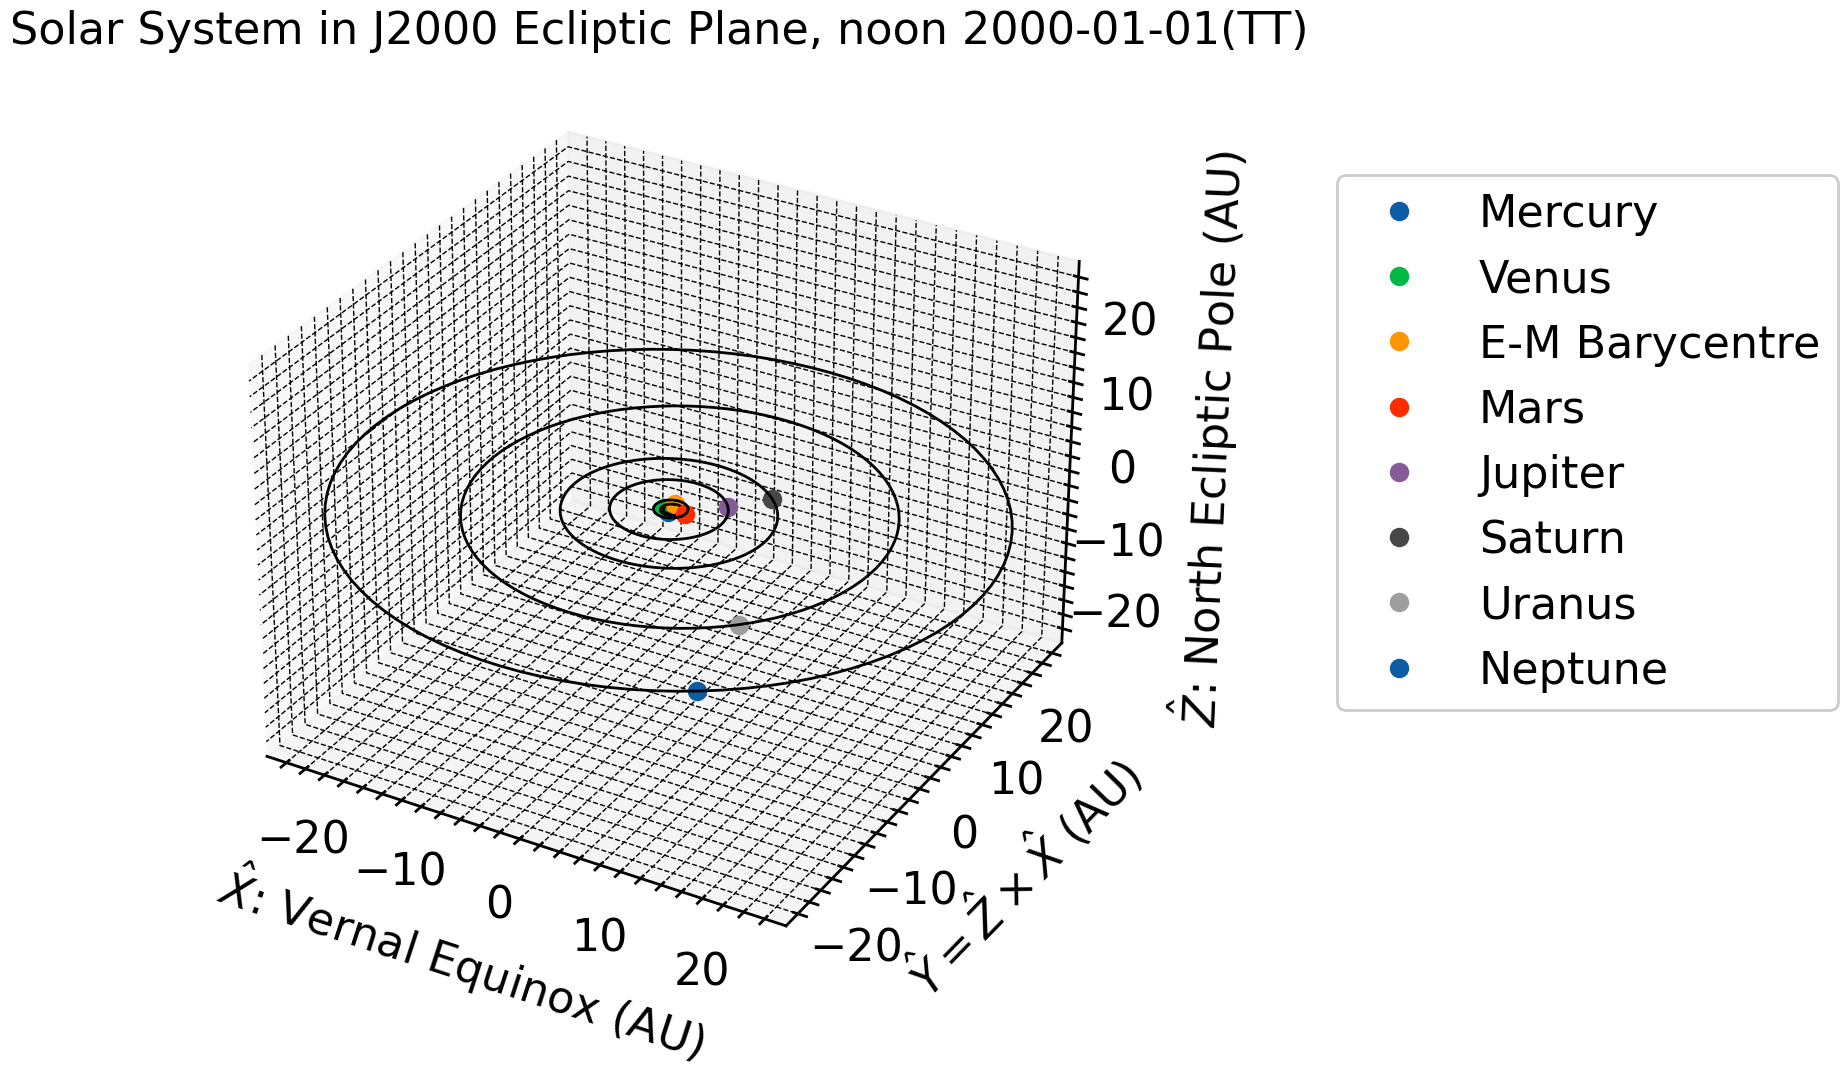 Solar System in J2000 Ecliptic Plane, noon 2000-01-01(TT)
20
10
0
−10
−20
Ẑ: North Ecliptic Pole (AU)
20
10
0
−10
−20
Ŷ = Ẑ × X̂ (AU)
−20
−10
0
10
20
X̂: Vernal Equinox (AU)
Mercury
Venus
E-M Barycentre
Mars
Jupiter
Saturn
Uranus
Neptune